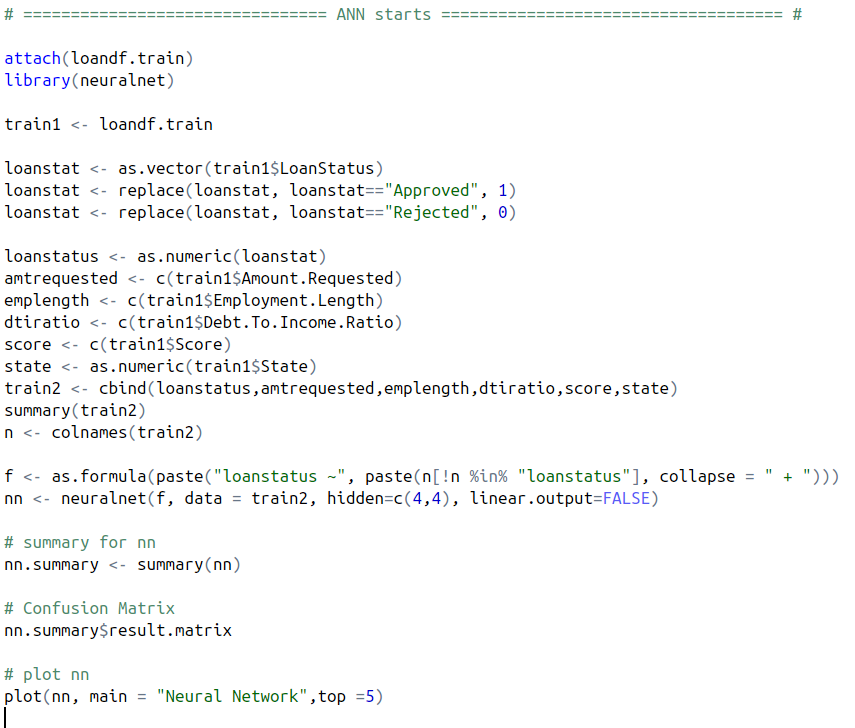 # ================================ ANN starts ==================================== #
attach(loandf.train)
library(neuralnet)
train1 <- loandf.train
loanstat <- as.vector(train1$LoanStatus)
loanstat <- replace(loanstat, loanstat=="Approved", 1)
loanstat <- replace(loanstat, loanstat=="Rejected", 0)
loanstatus <- as.numeric(loanstat)
amtrequested <- c(train1$Amount.Requested)
emplength <- c(train1$Employment.Length)
dtiratio <- c(train1$Debt.To.Income.Ratio)
score <- c(train1$Score)
state <- as.numeric(train1$State)
train2 <- cbind(loanstatus,amtrequested,emplength,dtiratio,score,state)
summary(train2)
n <- colnames(train2)
f <- as.formula(paste("loanstatus ~", paste(n[!n %in% "loanstatus"], collapse = " + ")))
nn <- neuralnet(f, data = train2, hidden=c(4,4), linear.output=FALSE)
# summary for nn
nn.summary <- summary(nn)
# Confusion Matrix
nn.summary$result.matrix
# plot nn
plot(nn, main = "Neural Network",top =5)